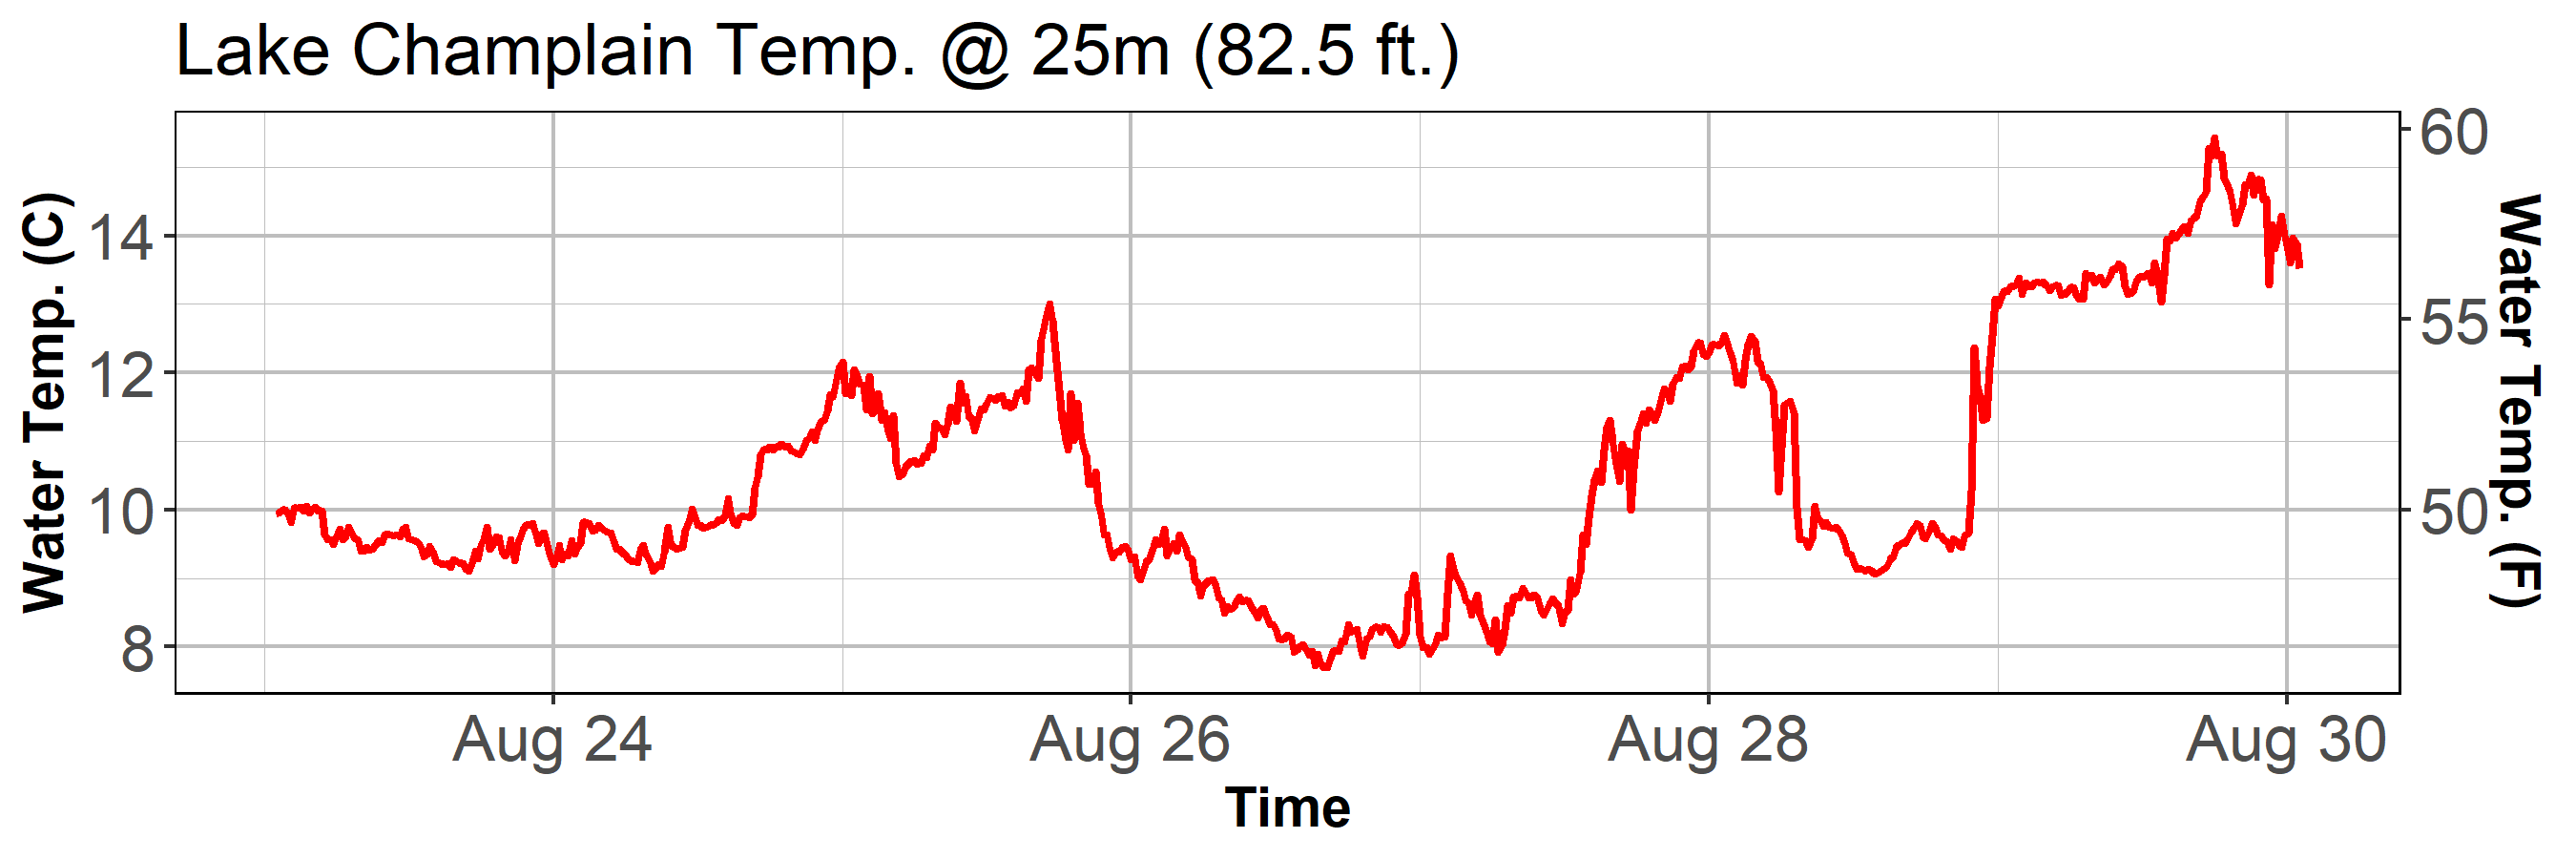 Lake Champlain Temp. @ 25m (82.5 ft.)
Water Temp. (C)
14
12
10
8
60
55
50
Water Temp. (F)
Aug 24 Aug 26 Aug 28 Aug 30
Time